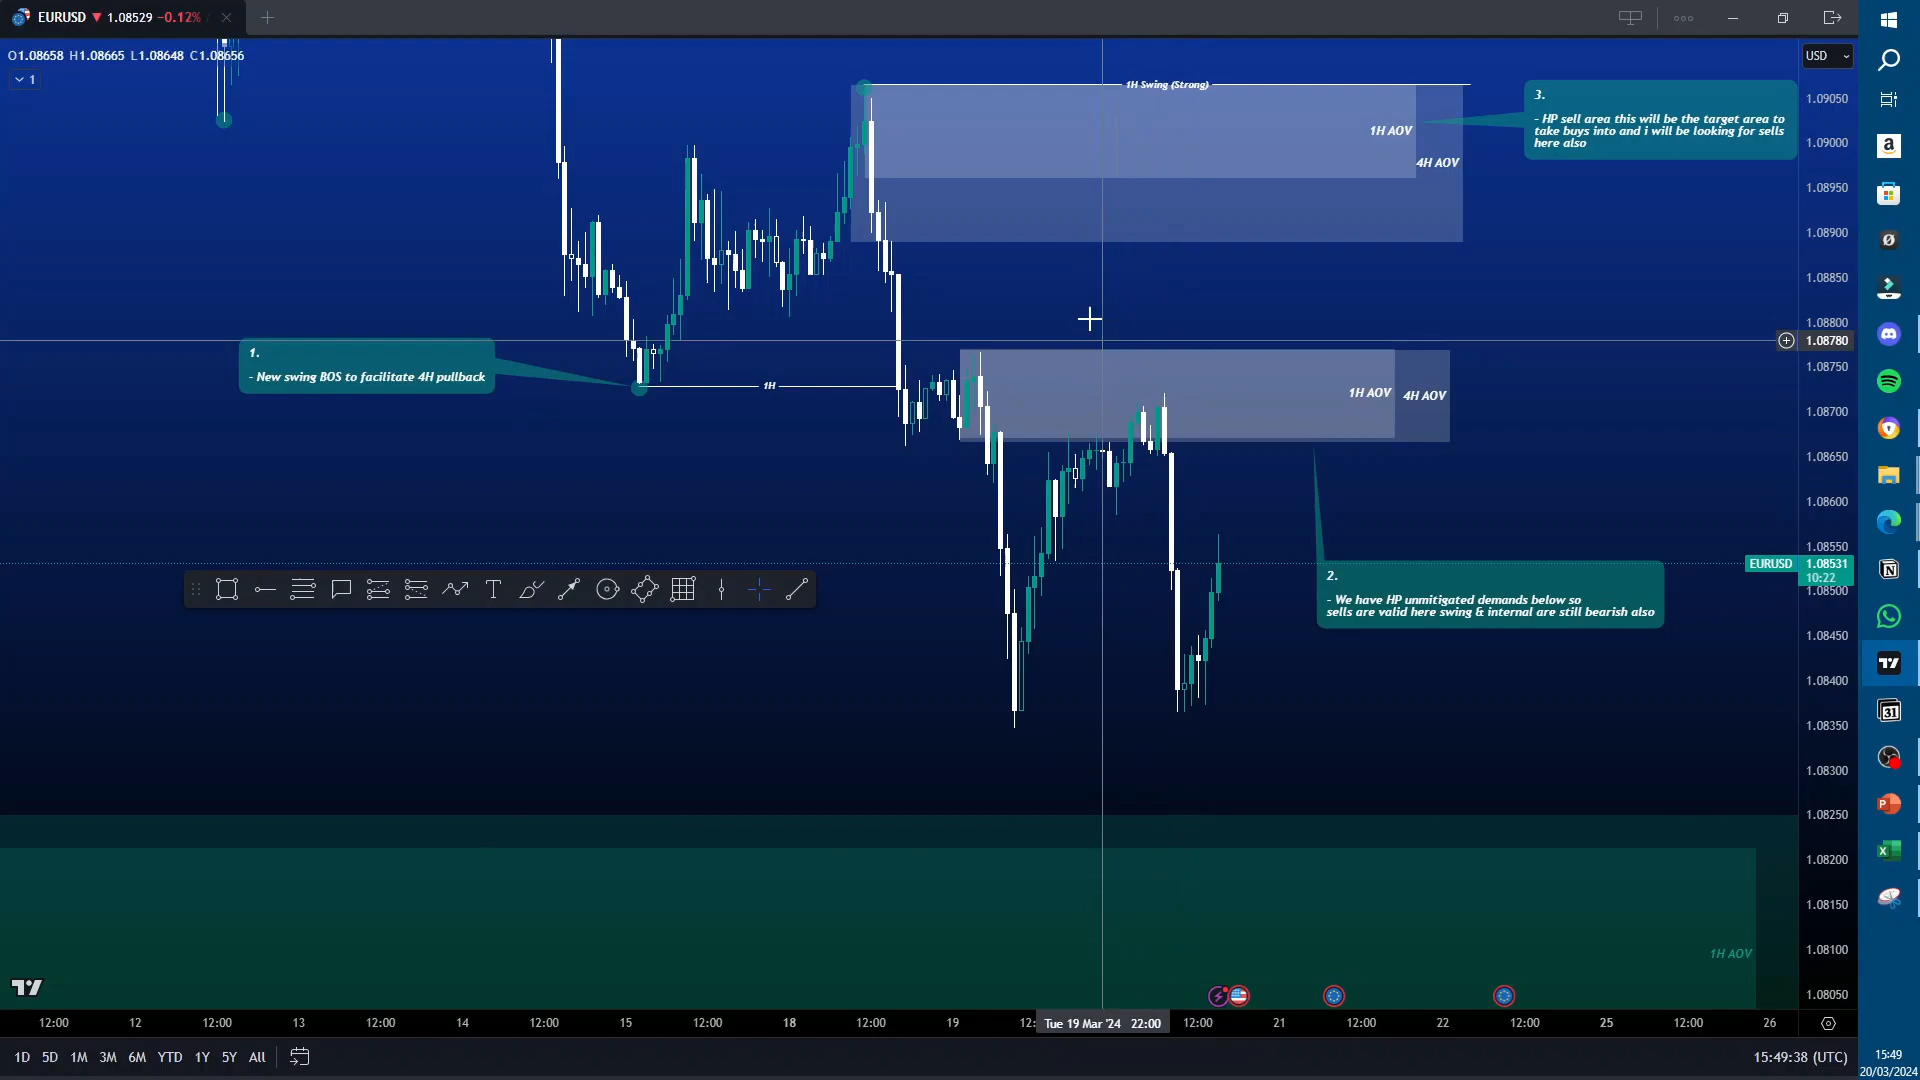 EURUSD ▼ 1.08529 −0.12%
O1.08658 H1.08665 L1.08648 C1.08656
1
USD
1H Swing (Strong)
1H AOV
4H AOV
3.
- HP sell area this will be the target area to
take buys into and i will be looking for sells
here also
1.09050
1.09000
1.08950
1.08900
1.08850
1.08800
1.08780
1.08750
1.08700
1.08650
1.08600
1.08550
EURUSD 1.08531
10:22
1.08500
1.08450
1.08400
1.08350
1.08300
1.08250
1.08200
1.08150
1.08100
1.08050
1.
- New swing BOS to facilitate 4H pullback
1H
1H AOV 4H AOV
2.
- We have HP unmitigated demands below so
sells are valid here swing & internal are still bearish also
1H AOV
12:00 12 12:00 13 12:00 14 12:00 15 12:00 18 12:00 19 12: Tue 19 Mar '24 22:00 12:00 21 12:00 22 12:00 25 12:00 26
1D 5D 1M 3M 6M YTD 1Y 5Y All
15:49:38 (UTC)
15:49
20/03/2024